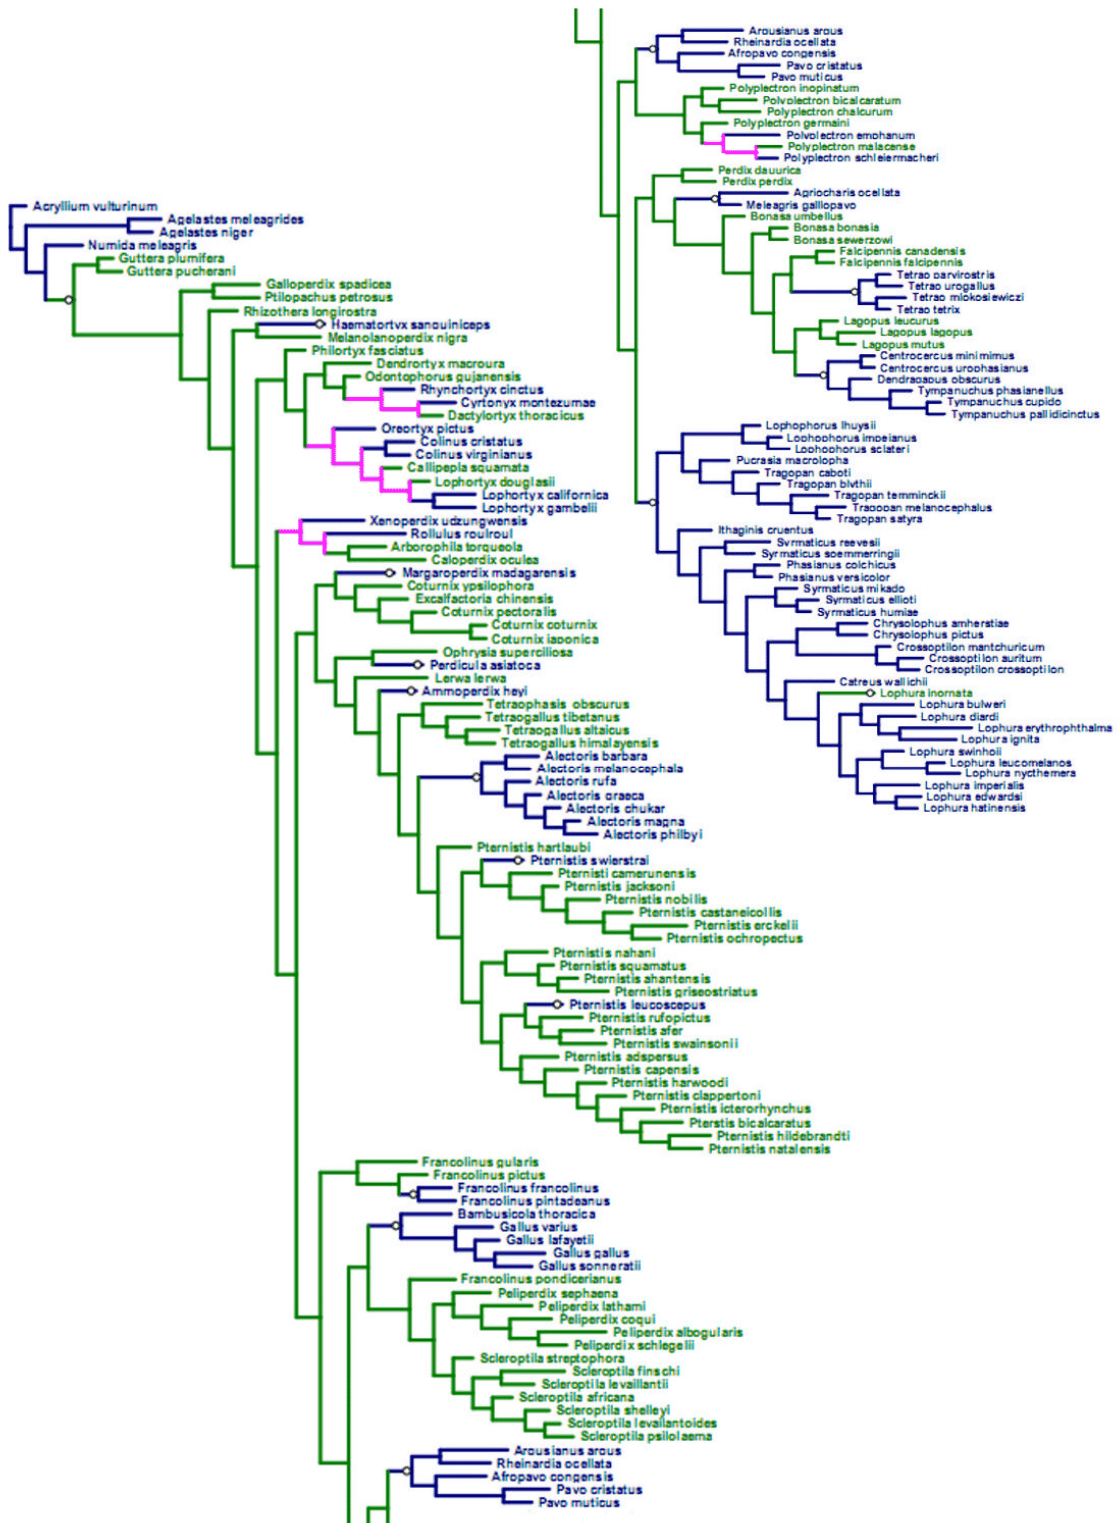 Acryllium vulturinum
Agelastes meleagrides
Agelastes niger
Numida meleagris
Guttera plumifera
Guttera pucherani
Galloperdix spadicea
Ptilopachus petrosus
Rhizothera longirostra
Haematortyx sanguiniceps
Melanolanoperdix nigra
Philortyx fasciatus
Dendrortyx macroura
Odontophorus gujanensis
Rhynchortyx cinctus
Cyrtonyx montezumae
Dactylortyx thoracicus
Oreortyx pictus
Colinus cristatus
Colinus virginianus
Callipepla squamata
Lophortyx douglasii
Lophortyx californica
Lophortyx gambelii
Xenoperdix udzungwensis
Rollulus roulroul
Arborophila torqueola
Caloperdix oculea
Margaroperdix madagarensis
Coturnix ypsilophora
Excalfactoria chinensis
Coturnix pectoralis
Coturnix coturnix
Coturnix japonica
Ophrysia superciliosa
Perdicula asiatoca
Lerwa lerwa
Ammoperdix heyi
Tetraophasis obscurus
Tetraogallus tibetanus
Tetraogallus altaicus
Tetraogallus himalayensis
Alectoris barbara
Alectoris melanocephala
Alectoris rufa
Alectoris graeca
Alectoris chukar
Alectoris magna
Alectoris philbyi
Pternistis hartlaubi
Pternistis swierstrai
Pternisti camerunensis
Pternistis jacksoni
Pternistis nobilis
Pternistis castaneicollis
Pternistis erckelii
Pternistis ochropectus
Pternistis nahani
Pternistis squamatus
Pternistis ahantensis
Pternistis griseostriatus
Pternistis leucoscepus
Pternistis rufopictus
Pternistis afer
Pternistis swainsonii
Pternistis adspersus
Pternistis capensis
Pternistis harwoodi
Pternistis clappertoni
Pternistis icterorhynchus
Pterstis bicalcaratus
Pternistis hildebrandti
Pternistis natalensis
Francolinus gularis
Francolinus pictus
Francolinus francolinus
Francolinus pintadeanus
Bambusicola thoracica
Gallus varius
Gallus lafayetii
Gallus gallus
Gallus sonneratii
Francolinus pondicerianus
Peliperdix sephaena
Peliperdix lathami
Peliperdix coqui
Peliperdix albogularis
Peliperdix schlegelii
Scleroptila streptophora
Scleroptila finschi
Scleroptila levaillantii
Scleroptila africana
Scleroptila shelleyi
Scleroptila levaliantoides
Scleroptila psilolaema
Argusianus argus
Rheinardia ocellata
Afropavo congensis
Pavo cristatus
Pavo muticus
Argusianus argus
Rheinardia ocellata
Afropavo congensis
Pavo cristatus
Pavo muticus
Polyplectron inopinatum
Polyplectron bicalcaratum
Polyplectron chalcurum
Polyplectron germaini
Polyplectron emphanum
Polyplectron malacense
Polyplectron schleiermacheri
Perdix dauurica
Perdix perdix
Agriocharis ocellata
Meleagris gallopavo
Bonasa umbellus
Bonasa bonasia
Bonasa sewerzowi
Falcipennis canadensis
Falcipennis falcipennis
Tetrao parvirostris
Tetrao urogallus
Tetrao mlokosiewiczi
Tetrao tetrix
Lagopus leucurus
Lagopus lagopus
Lagopus mutus
Centrocercus minimimus
Centrocercus urophasianus
Dendragapus obscurus
Tympanuchus phasianellus
Tympanuchus cupido
Tympanuchus pallidicinctus
Lophophorus lhuysii
Lophophorus impeianus
Lophophorus sclateri
Pucrasia macrolopha
Tragopan caboti
Tragopan blythii
Tragopan temminckii
Tragopan melanocephalus
Tragopan satyra
Ithaginis cruentus
Syrmaticus reevesii
Syrmaticus soemmerringii
Phasianus colchicus
Phasianus versicolor
Syrmaticus mikado
Syrmaticus ellioti
Syrmaticus humiae
Chrysolophus amherstiae
Chrysolophus pictus
Crossoptilon mantchuricum
Crossoptilon auritum
Crossoptilon crossoptilon
Catreus wallichii
Lophura inornata
Lophura bulweri
Lophura diardi
Lophura erythrophthalma
Lophura ignita
Lophura swinhoii
Lophura leucomelanos
Lophura nycthemera
Lophura imperialis
Lophura edwardsi
Lophura hatinensis